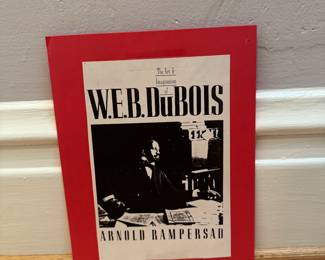 The Art &
Imagination
of
W.E.B. DuBOIS
ARNOLD RAMPERSAD